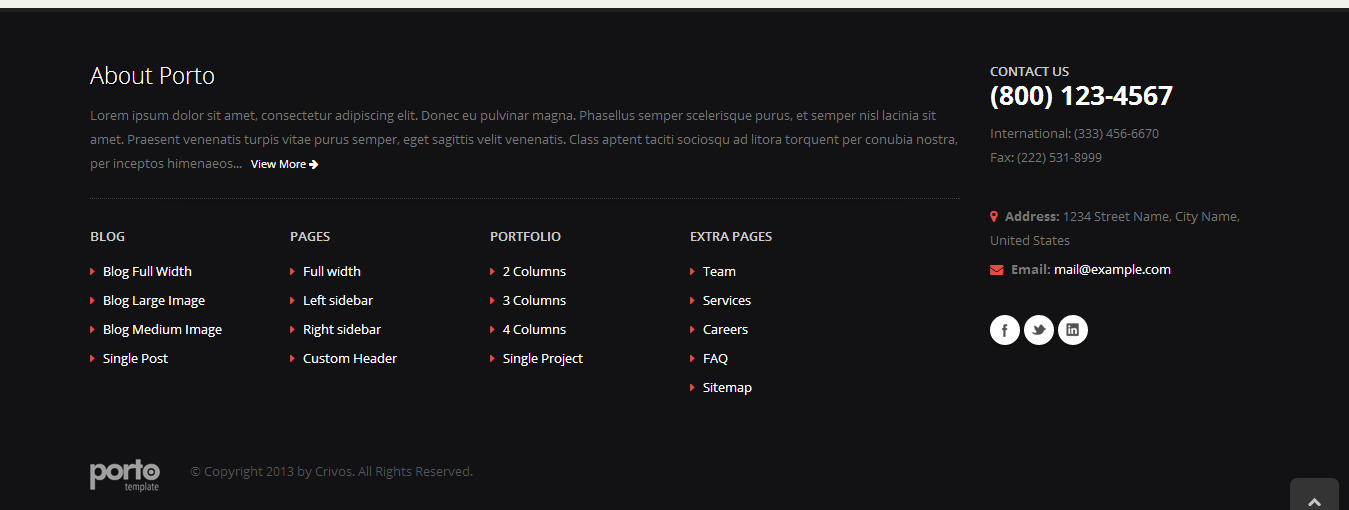 About Porto
Lorem ipsum dolor sit amet, consectetur adipiscing elit. Donec eu pulvinar magna. Phasellus semper scelerisque purus, et semper nisl lacinia sit
amet. Praesent venenatis turpis vitae purus semper, eget sagittis velit venenatis. Class aptent taciti sociosqu ad litora torquent per conubia nostra,
per inceptos himenaeos... View More
BLOG
Blog Full Width
Blog Large Image
Blog Medium Image
Single Post
PAGES
Full width
Left sidebar
Right sidebar
Custom Header
PORTFOLIO
2 Columns
3 Columns
4 Columns
Single Project
EXTRA PAGES
Team
Services
Careers
FAQ
Sitemap
CONTACT US
(800) 123-4567
International: (333) 456-6670
Fax: (222) 531-8999
Address: 1234 Street Name, City Name,
United States
Email: mail@example.com
porto
template
© Copyright 2013 by Crivos. All Rights Reserved.